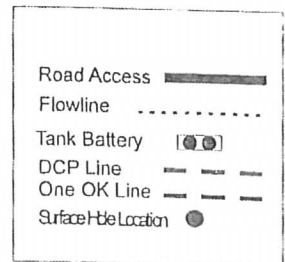 Road Access
Flowline
Tank Battery
DCP Line
One OK Line
Surface Hole Location